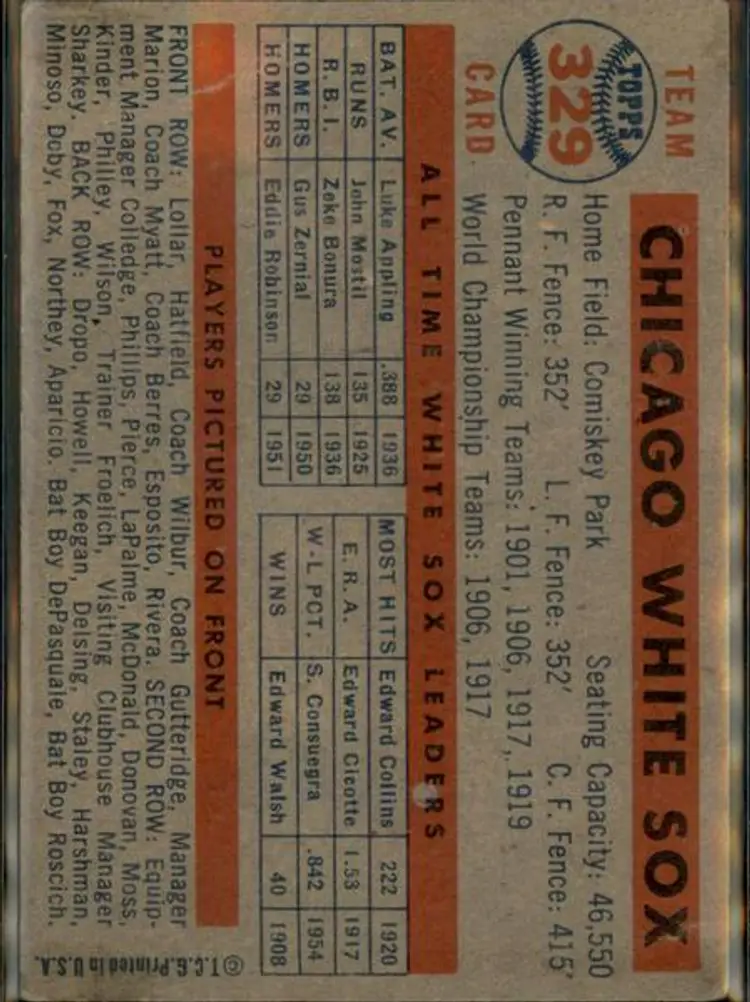 TEAM
TOPPS
329
CARD
CHICAGO WHITE SOX
Home Field: Comiskey Park Seating Capacity: 46,550
R. F. Fence: 352' L. F. Fence: 352' C. F. Fence: 415'
Pennant Winning Teams: 1901, 1906, 1917, 1919
World Championship Teams: 1906, 1917
ALL TIME WHITE SOX LEADERS
BAT. AV. Luke Appling .388 1936
RUNS John Mostil 135 1925
R. B. I. Zeke Bonura 138 1936
HOMERS Gus Zernial 29 1950
HOMERS Eddie Robinson 29 1951
MOST HITS Edward Collins 222 1920
E. R. A. Edward Cicotte 1.53 1917
W-L PCT. S. Consuegra .842 1954
WINS Edward Walsh 40 1908
PLAYERS PICTURED ON FRONT
FRONT ROW: Lollar, Hatfield, Coach Wilbur, Coach Gutteridge, Manager
Marion, Coach Myatt, Coach Berres, Esposito, Rivera. SECOND ROW: Equip-
ment Manager Colledge, Phillips, Pierce, LaPalme, McDonald, Donovan, Moss,
Kinder, Philley, Wilson, Trainer Froelich, Visiting Clubhouse Manager
Sharkey. BACK ROW: Dropo, Howell, Keegan, Delsing, Staley, Harshman,
Minoso, Doby, Fox, Northey, Aparicio. Bat Boy DePasquale, Bat Boy Roscich.
©T.C.G. Printed in U.S.A.